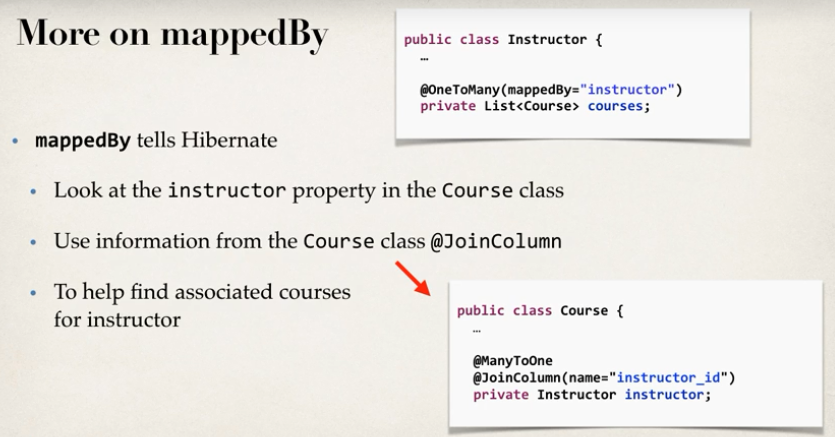 More on mappedBy
public class Instructor {
…
@OneToMany(mappedBy="instructor")
private List<Course> courses;
• mappedBy tells Hibernate
• Look at the instructor property in the Course class
• Use information from the Course class @JoinColumn
• To help find associated courses
for instructor
public class Course {
…
@ManyToOne
@JoinColumn(name="instructor_id")
private Instructor instructor;